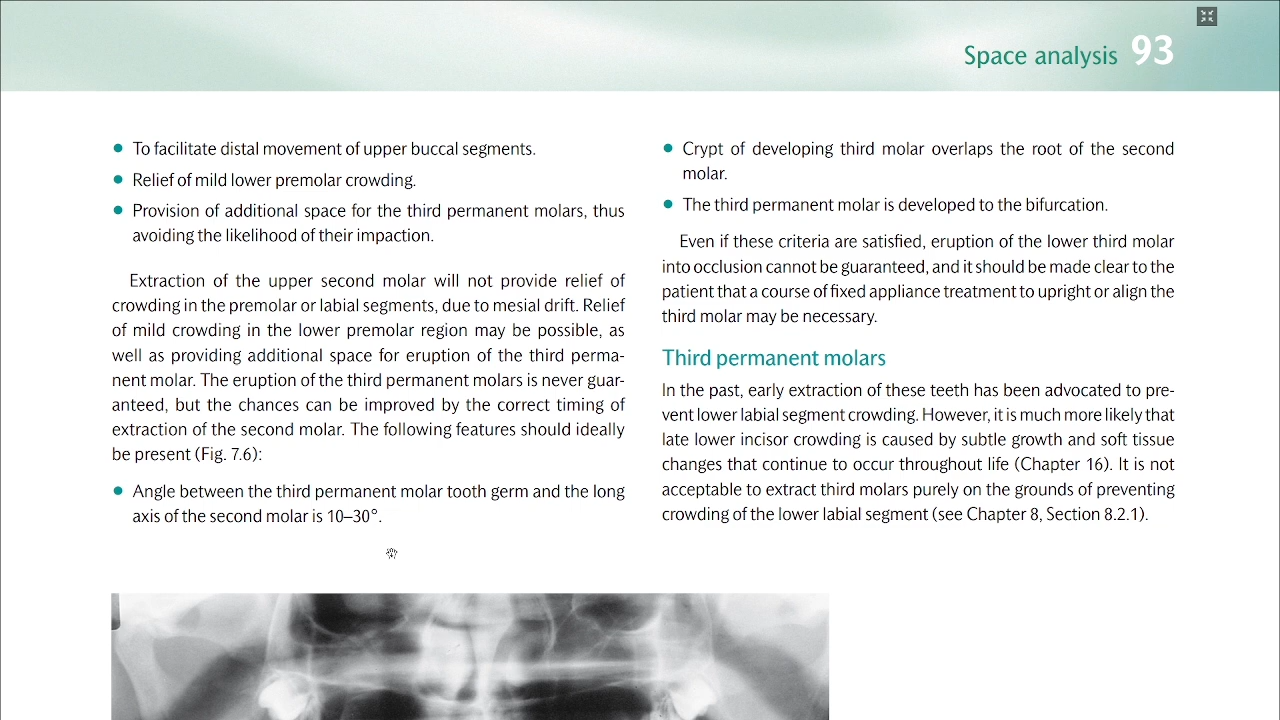 Space analysis 93
● To facilitate distal movement of upper buccal segments.
● Relief of mild lower premolar crowding.
● Provision of additional space for the third permanent molars, thus
avoiding the likelihood of their impaction.
Extraction of the upper second molar will not provide relief of
crowding in the premolar or labial segments, due to mesial drift. Relief
of mild crowding in the lower premolar region may be possible, as
well as providing additional space for eruption of the third perma-
nent molar. The eruption of the third permanent molars is never guar-
anteed, but the chances can be improved by the correct timing of
extraction of the second molar. The following features should ideally
be present (Fig. 7.6):
● Angle between the third permanent molar tooth germ and the long
axis of the second molar is 10–30°.
● Crypt of developing third molar overlaps the root of the second
molar.
● The third permanent molar is developed to the bifurcation.
Even if these criteria are satisfied, eruption of the lower third molar
into occlusion cannot be guaranteed, and it should be made clear to the
patient that a course of fixed appliance treatment to upright or align the
third molar may be necessary.
Third permanent molars
In the past, early extraction of these teeth has been advocated to pre-
vent lower labial segment crowding. However, it is much more likely that
late lower incisor crowding is caused by subtle growth and soft tissue
changes that continue to occur throughout life (Chapter 16). It is not
acceptable to extract third molars purely on the grounds of preventing
crowding of the lower labial segment (see Chapter 8, Section 8.2.1).